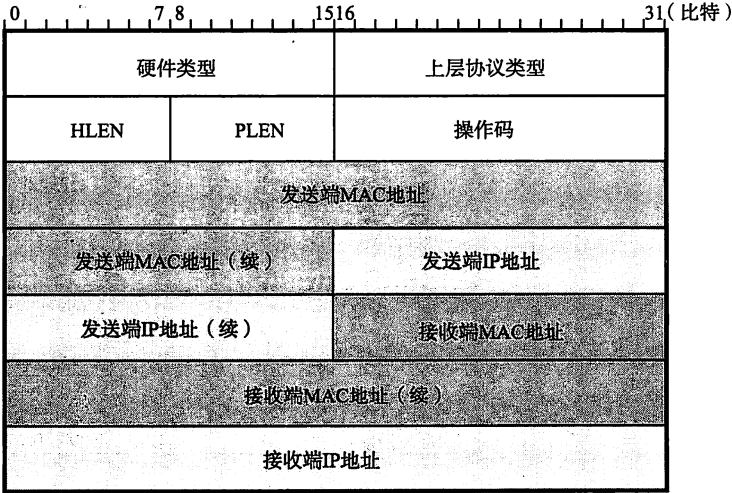 0 7 8 1516 31(比特)
硬件类型 上层协议类型
HLEN PLEN 操作码
发送端MAC地址
发送端MAC地址(续) 发送端IP地址
发送端IP地址(续) 接收端MAC地址
接收端MAC地址(续)
接收端IP地址